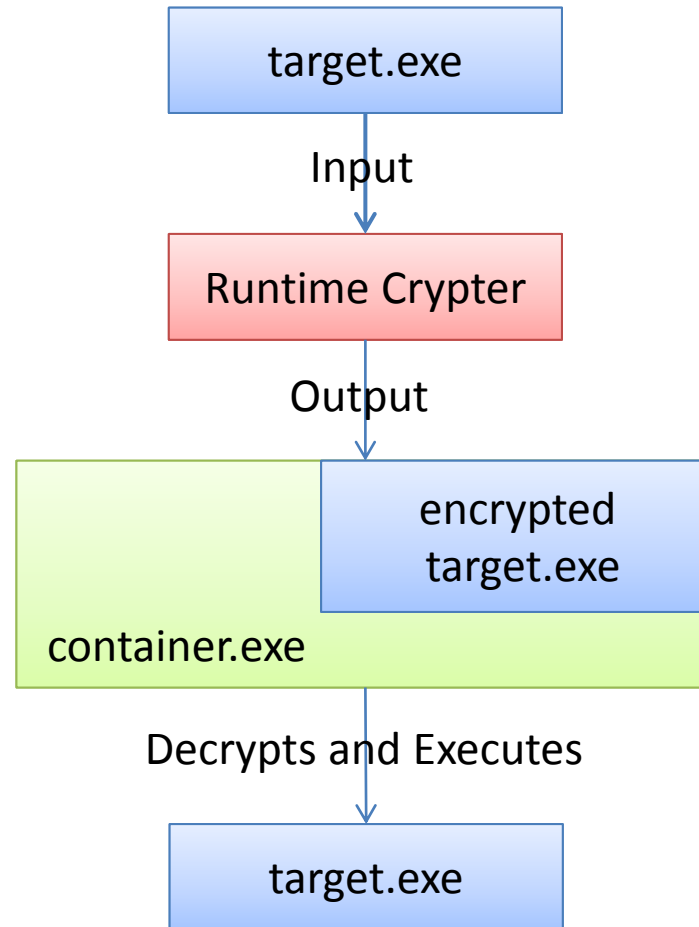 target.exe
Input
Runtime Crypter
Output
encrypted
target.exe
container.exe
Decrypts and Executes
target.exe